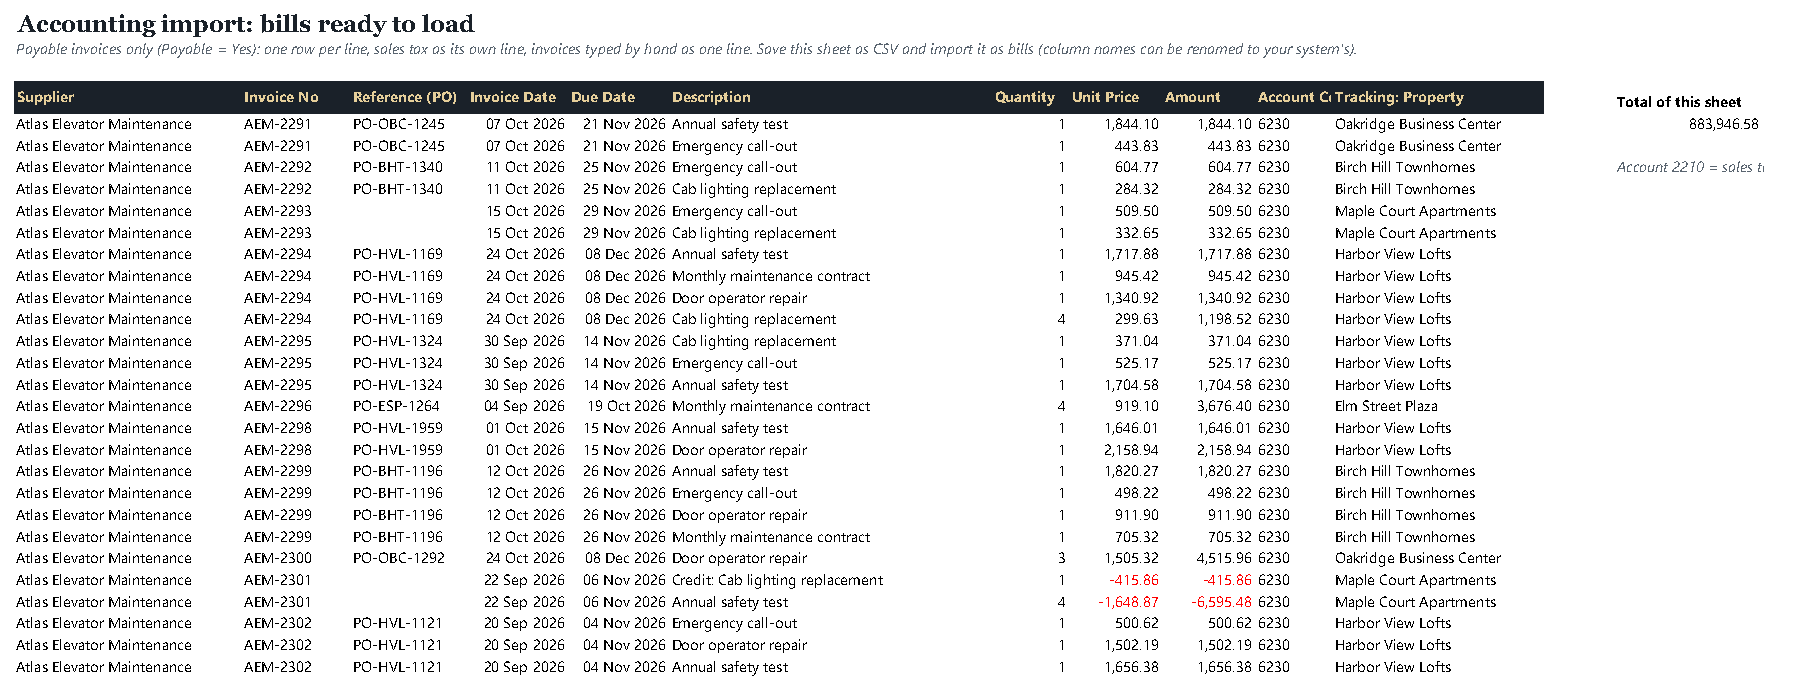 Accounting import: bills ready to load
Payable invoices only (Payable = Yes): one row per line, sales tax as its own line, invoices typed by hand as one line. Save this sheet as CSV and import it as bills (column names can be renamed to your system's).
Supplier Invoice No Reference (PO) Invoice Date Due Date Description Quantity Unit Price Amount Account C Tracking: Property
Total of this sheet
Atlas Elevator Maintenance AEM-2291 PO-OBC-1245 07 Oct 2026 21 Nov 2026 Annual safety test 1 1,844.10 1,844.10 6230 Oakridge Business Center 883,946.58
Atlas Elevator Maintenance AEM-2291 PO-OBC-1245 07 Oct 2026 21 Nov 2026 Emergency call-out 1 443.83 443.83 6230 Oakridge Business Center
Atlas Elevator Maintenance AEM-2292 PO-BHT-1340 11 Oct 2026 25 Nov 2026 Emergency call-out 1 604.77 604.77 6230 Birch Hill Townhomes Account 2210 = sales t
Atlas Elevator Maintenance AEM-2292 PO-BHT-1340 11 Oct 2026 25 Nov 2026 Cab lighting replacement 1 284.32 284.32 6230 Birch Hill Townhomes
Atlas Elevator Maintenance AEM-2293 15 Oct 2026 29 Nov 2026 Emergency call-out 1 509.50 509.50 6230 Maple Court Apartments
Atlas Elevator Maintenance AEM-2293 15 Oct 2026 29 Nov 2026 Cab lighting replacement 1 332.65 332.65 6230 Maple Court Apartments
Atlas Elevator Maintenance AEM-2294 PO-HVL-1169 24 Oct 2026 08 Dec 2026 Annual safety test 1 1,717.88 1,717.88 6230 Harbor View Lofts
Atlas Elevator Maintenance AEM-2294 PO-HVL-1169 24 Oct 2026 08 Dec 2026 Monthly maintenance contract 1 945.42 945.42 6230 Harbor View Lofts
Atlas Elevator Maintenance AEM-2294 PO-HVL-1169 24 Oct 2026 08 Dec 2026 Door operator repair 1 1,340.92 1,340.92 6230 Harbor View Lofts
Atlas Elevator Maintenance AEM-2294 PO-HVL-1169 24 Oct 2026 08 Dec 2026 Cab lighting replacement 4 299.63 1,198.52 6230 Harbor View Lofts
Atlas Elevator Maintenance AEM-2295 PO-HVL-1324 30 Sep 2026 14 Nov 2026 Cab lighting replacement 1 371.04 371.04 6230 Harbor View Lofts
Atlas Elevator Maintenance AEM-2295 PO-HVL-1324 30 Sep 2026 14 Nov 2026 Emergency call-out 1 525.17 525.17 6230 Harbor View Lofts
Atlas Elevator Maintenance AEM-2295 PO-HVL-1324 30 Sep 2026 14 Nov 2026 Annual safety test 1 1,704.58 1,704.58 6230 Harbor View Lofts
Atlas Elevator Maintenance AEM-2296 PO-ESP-1264 04 Sep 2026 19 Oct 2026 Monthly maintenance contract 4 919.10 3,676.40 6230 Elm Street Plaza
Atlas Elevator Maintenance AEM-2298 PO-HVL-1959 01 Oct 2026 15 Nov 2026 Annual safety test 1 1,646.01 1,646.01 6230 Harbor View Lofts
Atlas Elevator Maintenance AEM-2298 PO-HVL-1959 01 Oct 2026 15 Nov 2026 Door operator repair 1 2,158.94 2,158.94 6230 Harbor View Lofts
Atlas Elevator Maintenance AEM-2299 PO-BHT-1196 12 Oct 2026 26 Nov 2026 Annual safety test 1 1,820.27 1,820.27 6230 Birch Hill Townhomes
Atlas Elevator Maintenance AEM-2299 PO-BHT-1196 12 Oct 2026 26 Nov 2026 Emergency call-out 1 498.22 498.22 6230 Birch Hill Townhomes
Atlas Elevator Maintenance AEM-2299 PO-BHT-1196 12 Oct 2026 26 Nov 2026 Door operator repair 1 911.90 911.90 6230 Birch Hill Townhomes
Atlas Elevator Maintenance AEM-2299 PO-BHT-1196 12 Oct 2026 26 Nov 2026 Monthly maintenance contract 1 705.32 705.32 6230 Birch Hill Townhomes
Atlas Elevator Maintenance AEM-2300 PO-OBC-1292 24 Oct 2026 08 Dec 2026 Door operator repair 3 1,505.32 4,515.96 6230 Oakridge Business Center
Atlas Elevator Maintenance AEM-2301 22 Sep 2026 06 Nov 2026 Credit: Cab lighting replacement 1 -415.86 -415.86 6230 Maple Court Apartments
Atlas Elevator Maintenance AEM-2301 22 Sep 2026 06 Nov 2026 Annual safety test 4 -1,648.87 -6,595.48 6230 Maple Court Apartments
Atlas Elevator Maintenance AEM-2302 PO-HVL-1121 20 Sep 2026 04 Nov 2026 Emergency call-out 1 500.62 500.62 6230 Harbor View Lofts
Atlas Elevator Maintenance AEM-2302 PO-HVL-1121 20 Sep 2026 04 Nov 2026 Door operator repair 1 1,502.19 1,502.19 6230 Harbor View Lofts
Atlas Elevator Maintenance AEM-2302 PO-HVL-1121 20 Sep 2026 04 Nov 2026 Annual safety test 1 1,656.38 1,656.38 6230 Harbor View Lofts